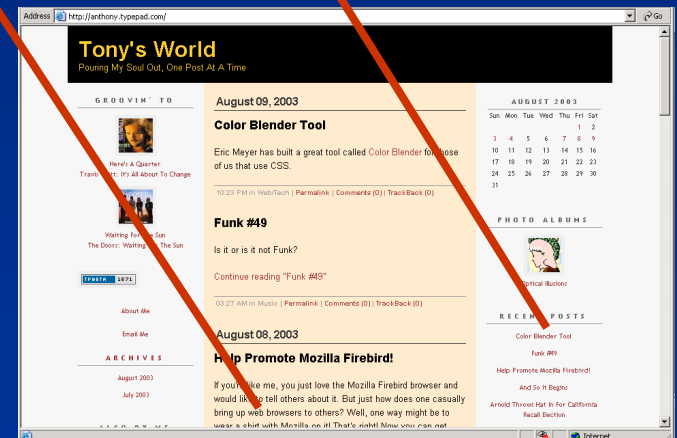 Address http://anthony.typepad.com/ Go
Tony's World
Pouring My Soul Out, One Post At A Time
GROOVIN' TO
Here's A Quarter
Travis Tritt: It's All About To Change
Waiting For The Sun
The Doors: Waiting For The Sun
TPBETA 1871
About Me
Email Me
ARCHIVES
August 2003
July 2003
ALSO BY ME
August 09, 2003
Color Blender Tool
Eric Meyer has built a great tool called Color Blender for those
of us that use CSS.
10:23 PM in Web/Tech | Permalink | Comments (0) | TrackBack (0)
Funk #49
Is it or is it not Funk?
Continue reading "Funk #49"
03:27 AM in Music | Permalink | Comments (0) | TrackBack (0)
August 08, 2003
Help Promote Mozilla Firebird!
If you're like me, you just love the Mozilla Firebird browser and
would like to tell others about it. But just how does one casually
bring up web browsers to others? Well, one way might be to
wear a shirt with Mozilla on it! That's right! Now you can get
AUGUST 2003
Sun Mon Tue Wed Thu Fri Sat
1 2
3 4 5 6 7 8 9
10 11 12 13 14 15 16
17 18 19 20 21 22 23
24 25 26 27 28 29 30
31
PHOTO ALBUMS
Optical Illusions
RECENT POSTS
Color Blender Tool
Funk #49
Help Promote Mozilla Firebird!
And So It Begins
Arnold Throws Hat In For California
Recall Election
Internet